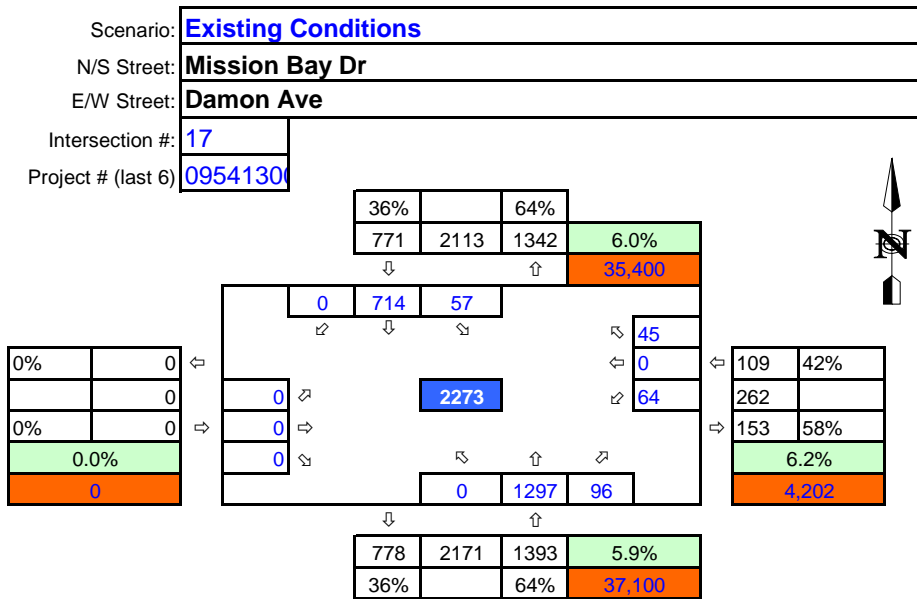 Scenario: Existing Conditions
N/S Street: Mission Bay Dr
E/W Street: Damon Ave
Intersection #: 17
Project # (last 6) 09541300
36% 64%
771 2113 1342 6.0%
⇩ ⇧ 35,400
N
0 714 57
⬃ ⇩ ⬂
⬁ 45
0% 0 ⇦ ⇦ 0 ⇦ 109 42%
0 0 ⬀ 2273 ⬃ 64 262
0% 0 ⇨ 0 ⇨ ⇨ 153 58%
0.0% 0 ⬂ ⬁ ⇧ ⬀ 6.2%
0 0 1297 96 4,202
⇩ ⇧
778 2171 1393 5.9%
36% 64% 37,100